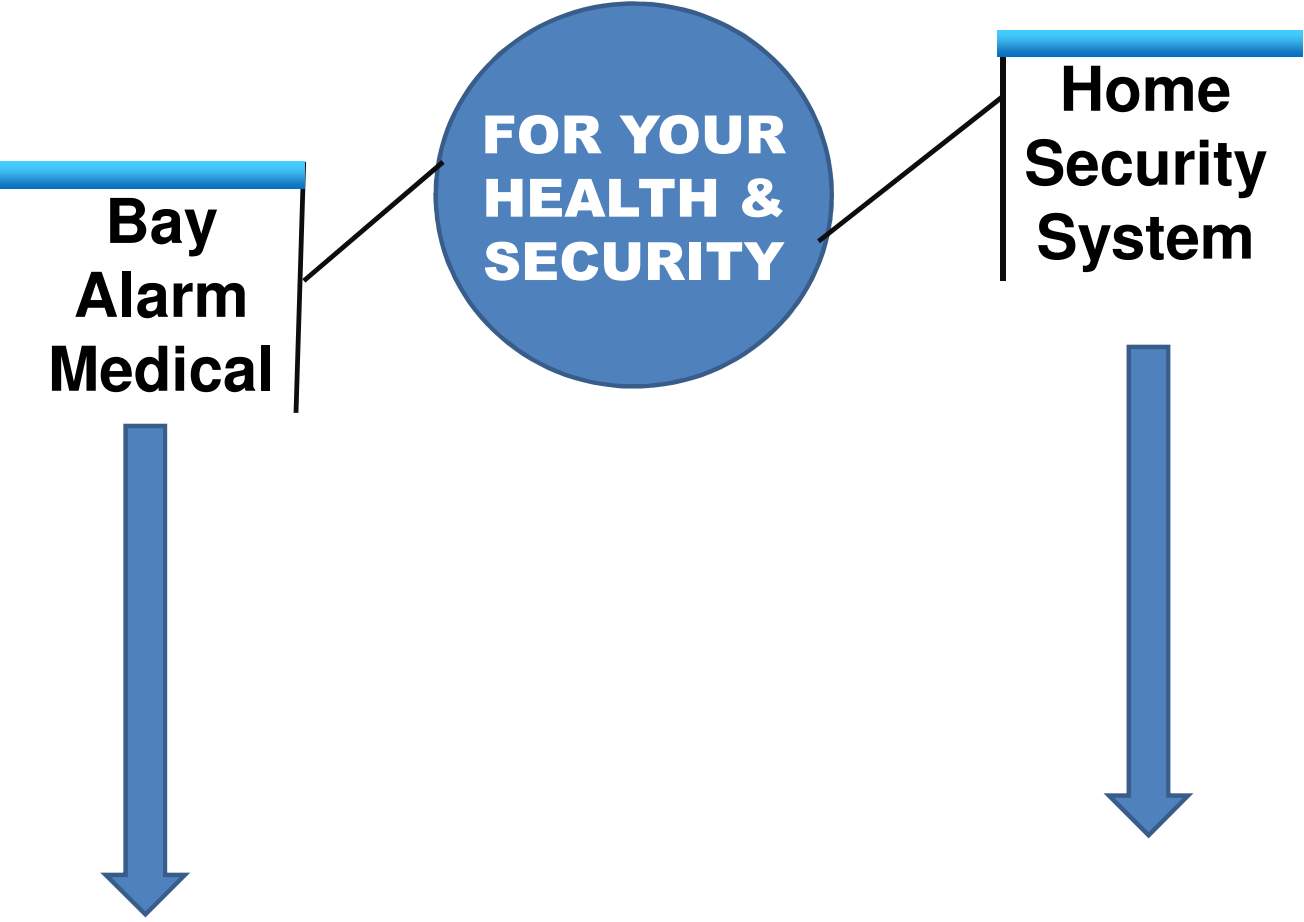 FOR YOUR
HEALTH &
SECURITY
Bay
Alarm
Medical
Home
Security
System